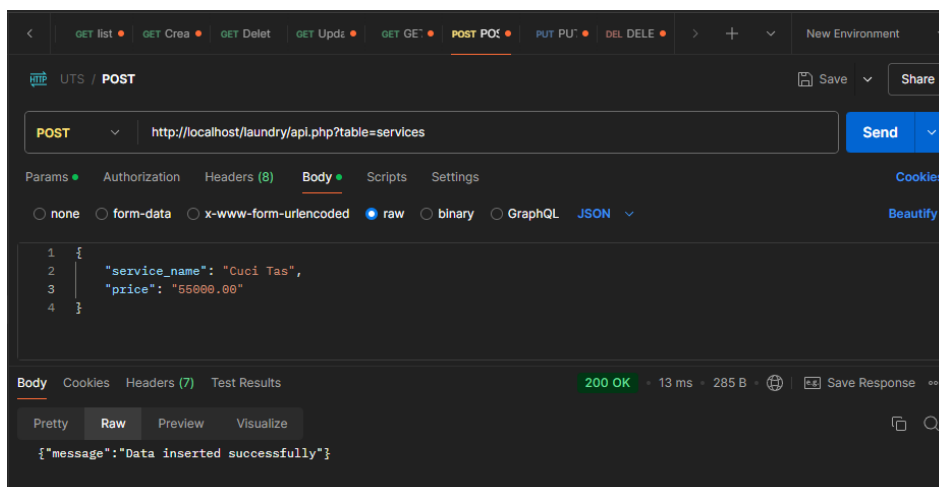 GET list GET Crea GET Delet GET Upda GET GE POST POS PUT PU DEL DELE New Environment
HTTP UTS / POST Save Share
POST http://localhost/laundry/api.php?table=services Send
Params Authorization Headers (8) Body Scripts Settings Cookies
none form-data x-www-form-urlencoded raw binary GraphQL JSON Beautify
1 {
2 "service_name": "Cuci Tas",
3 "price": "55000.00"
4 }
Body Cookies Headers (7) Test Results 200 OK 13 ms 285 B e.g. Save Response
Pretty Raw Preview Visualize
{"message":"Data inserted successfully"}